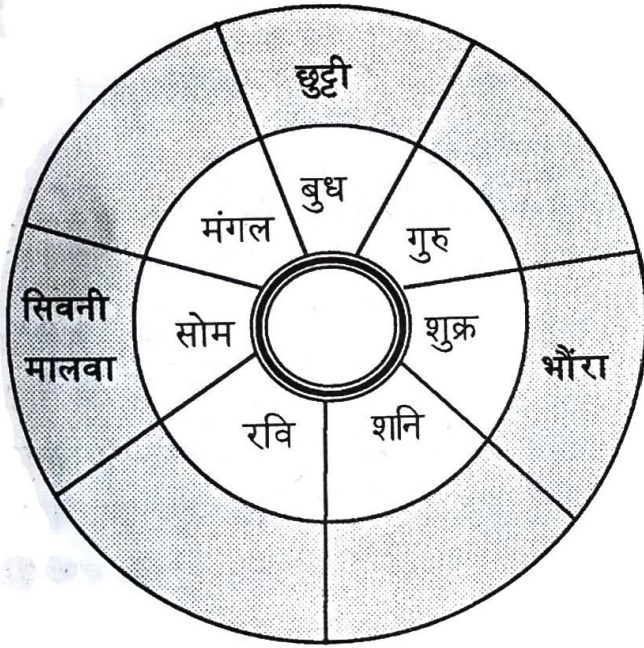 छुट्टी
बुध
मंगल
गुरु
सिवनी
मालवा
सोम
शुक्र
भौंरा
रवि
शनि